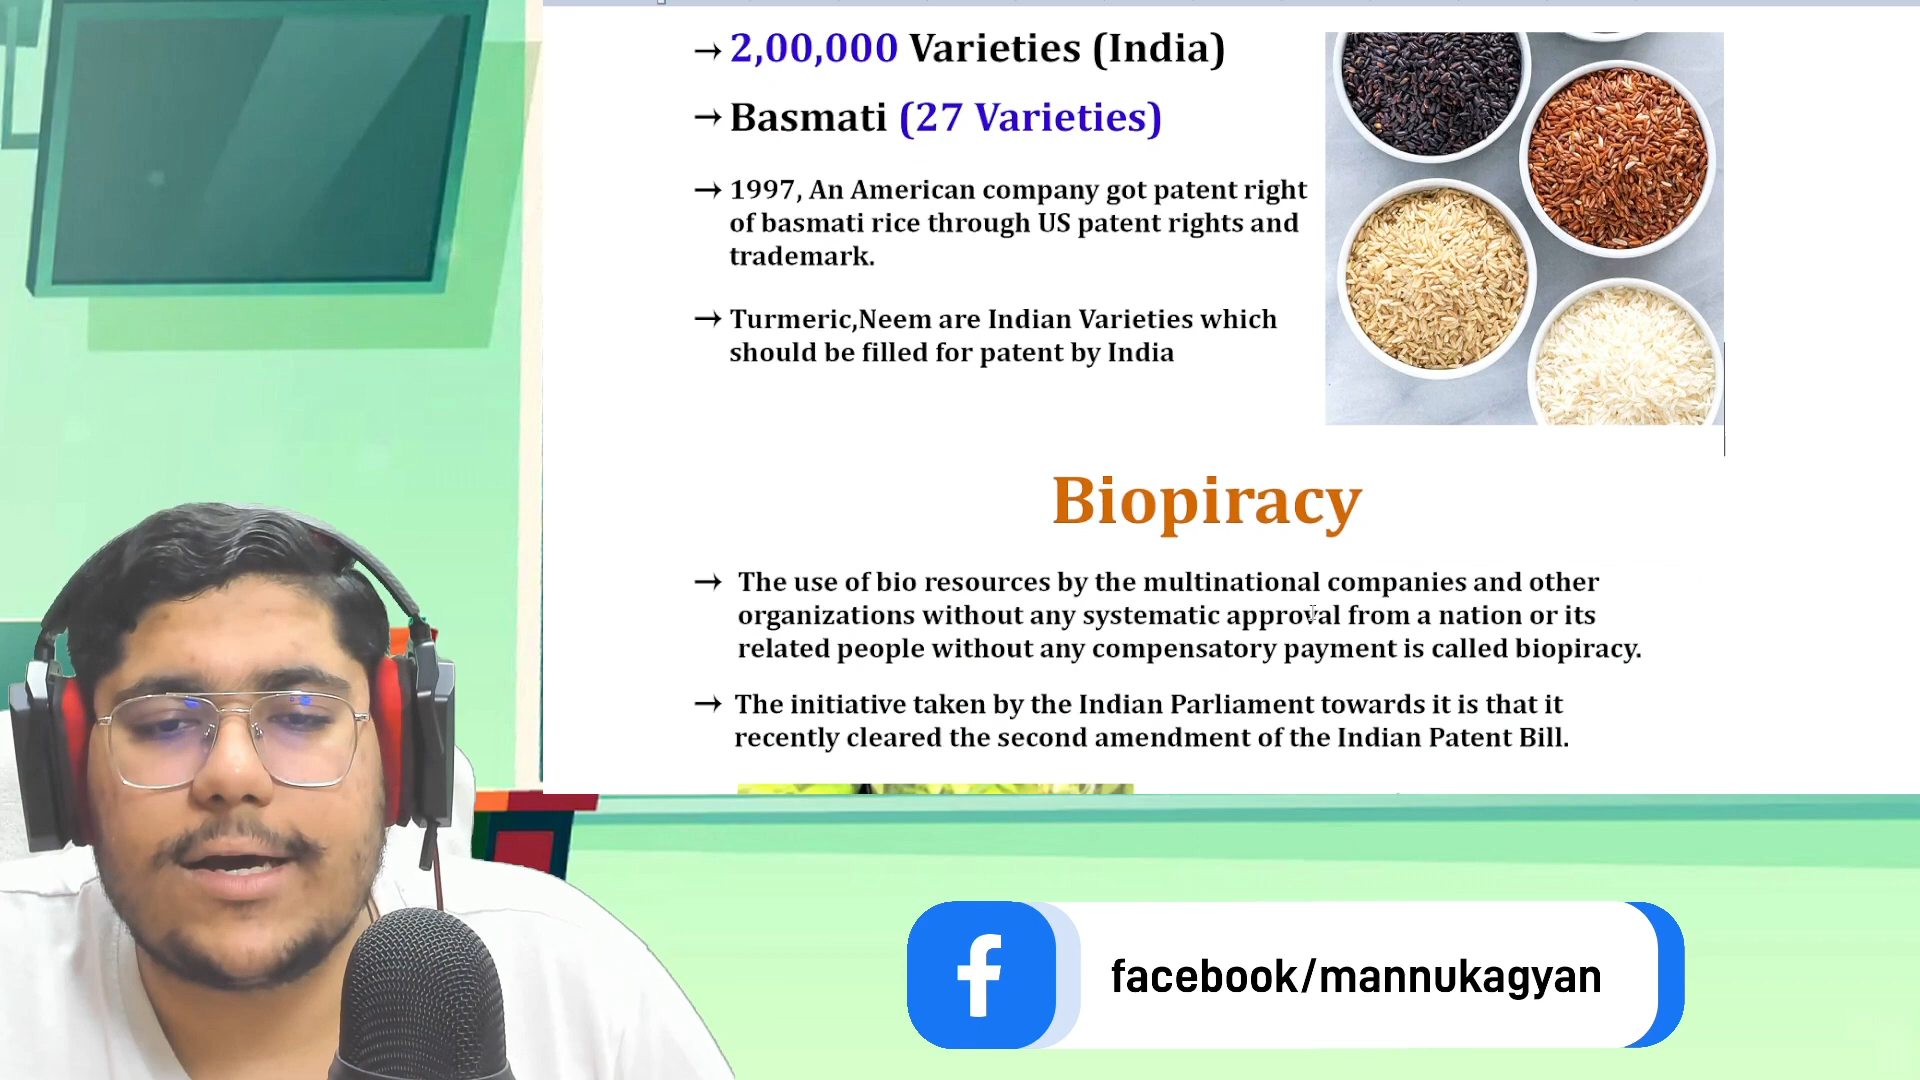 → 2,00,000 Varieties (India)
→ Basmati (27 Varieties)
→ 1997, An American company got patent right
of basmati rice through US patent rights and
trademark.
→ Turmeric,Neem are Indian Varieties which
should be filled for patent by India
Biopiracy
→ The use of bio resources by the multinational companies and other
organizations without any systematic approval from a nation or its
related people without any compensatory payment is called biopiracy.
→ The initiative taken by the Indian Parliament towards it is that it
recently cleared the second amendment of the Indian Patent Bill.
facebook/mannukagyan